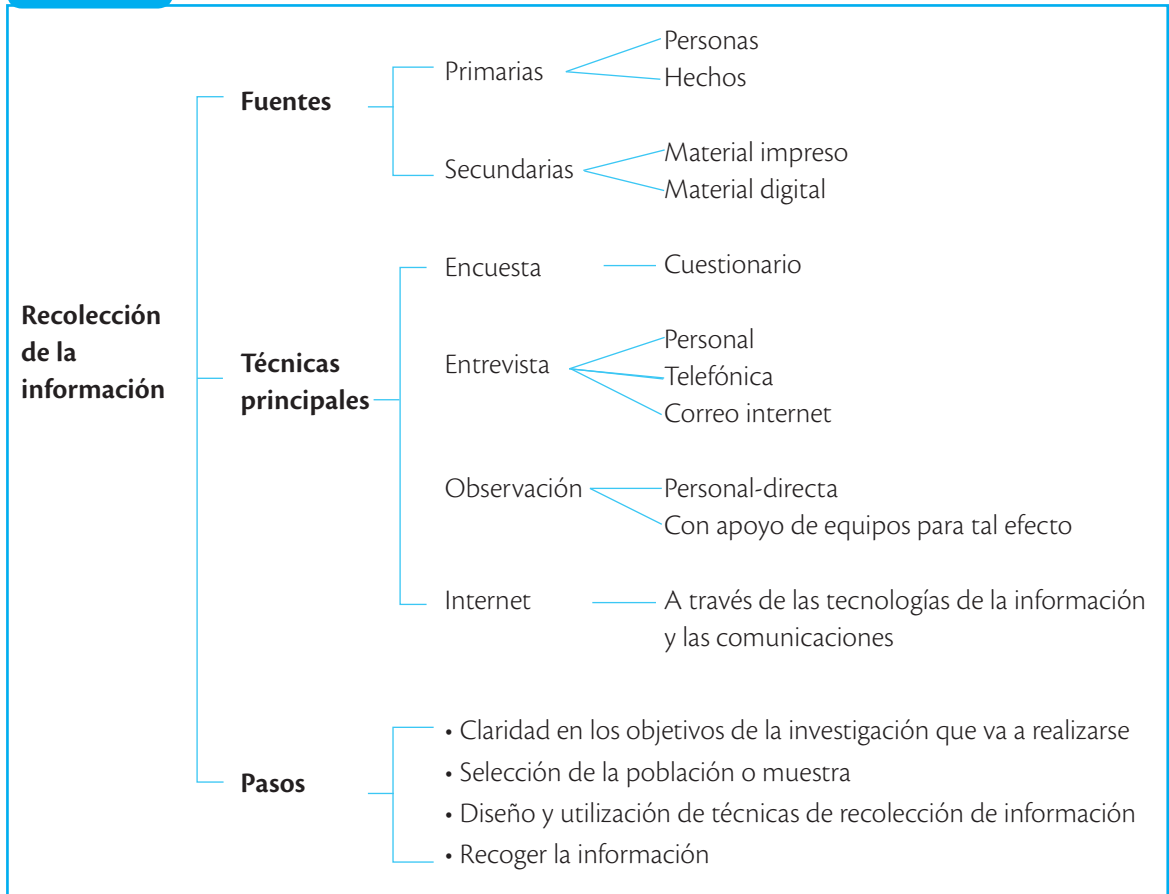 Recolección
de la
información
Fuentes
Primarias
Personas
Hechos
Secundarias
Material impreso
Material digital
Técnicas
principales
Encuesta
Cuestionario
Entrevista
Personal
Telefónica
Correo internet
Observación
Personal-directa
Con apoyo de equipos para tal efecto
Internet
A través de las tecnologías de la información
y las comunicaciones
Pasos
• Claridad en los objetivos de la investigación que va a realizarse
• Selección de la población o muestra
• Diseño y utilización de técnicas de recolección de información
• Recoger la información